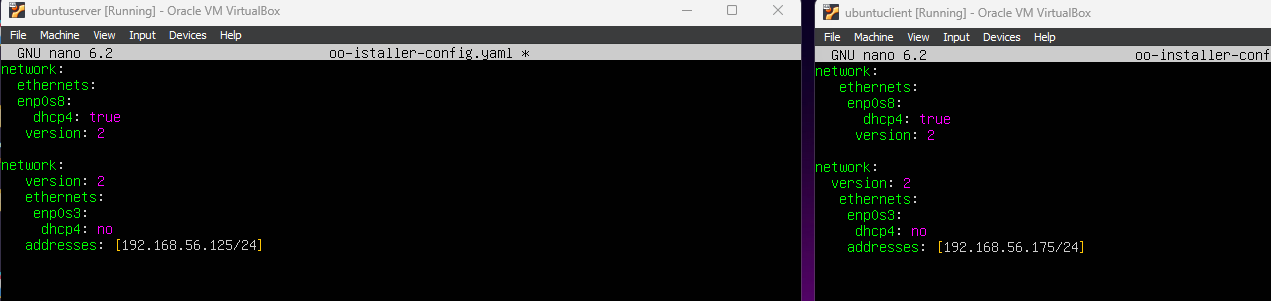 ubuntuserver [Running] - Oracle VM VirtualBox
File Machine View Input Devices Help
GNU nano 6.2 oo-istaller-config.yaml *
network:
  ethernets:
  enp0s8:
    dhcp4: true
   version: 2

network:
   version: 2
   ethernets:
    enp0s3:
     dhcp4: no
   addresses: [192.168.56.125/24]

ubuntuclient [Running] - Oracle VM VirtualBox
File Machine View Input Devices Help
GNU nano 6.2 oo-installer-conf
network:
   ethernets:
    enp0s8:
      dhcp4: true
     version: 2

network:
  version: 2
   ethernets:
    enp0s3:
     dhcp4: no
    addresses: [192.168.56.175/24]